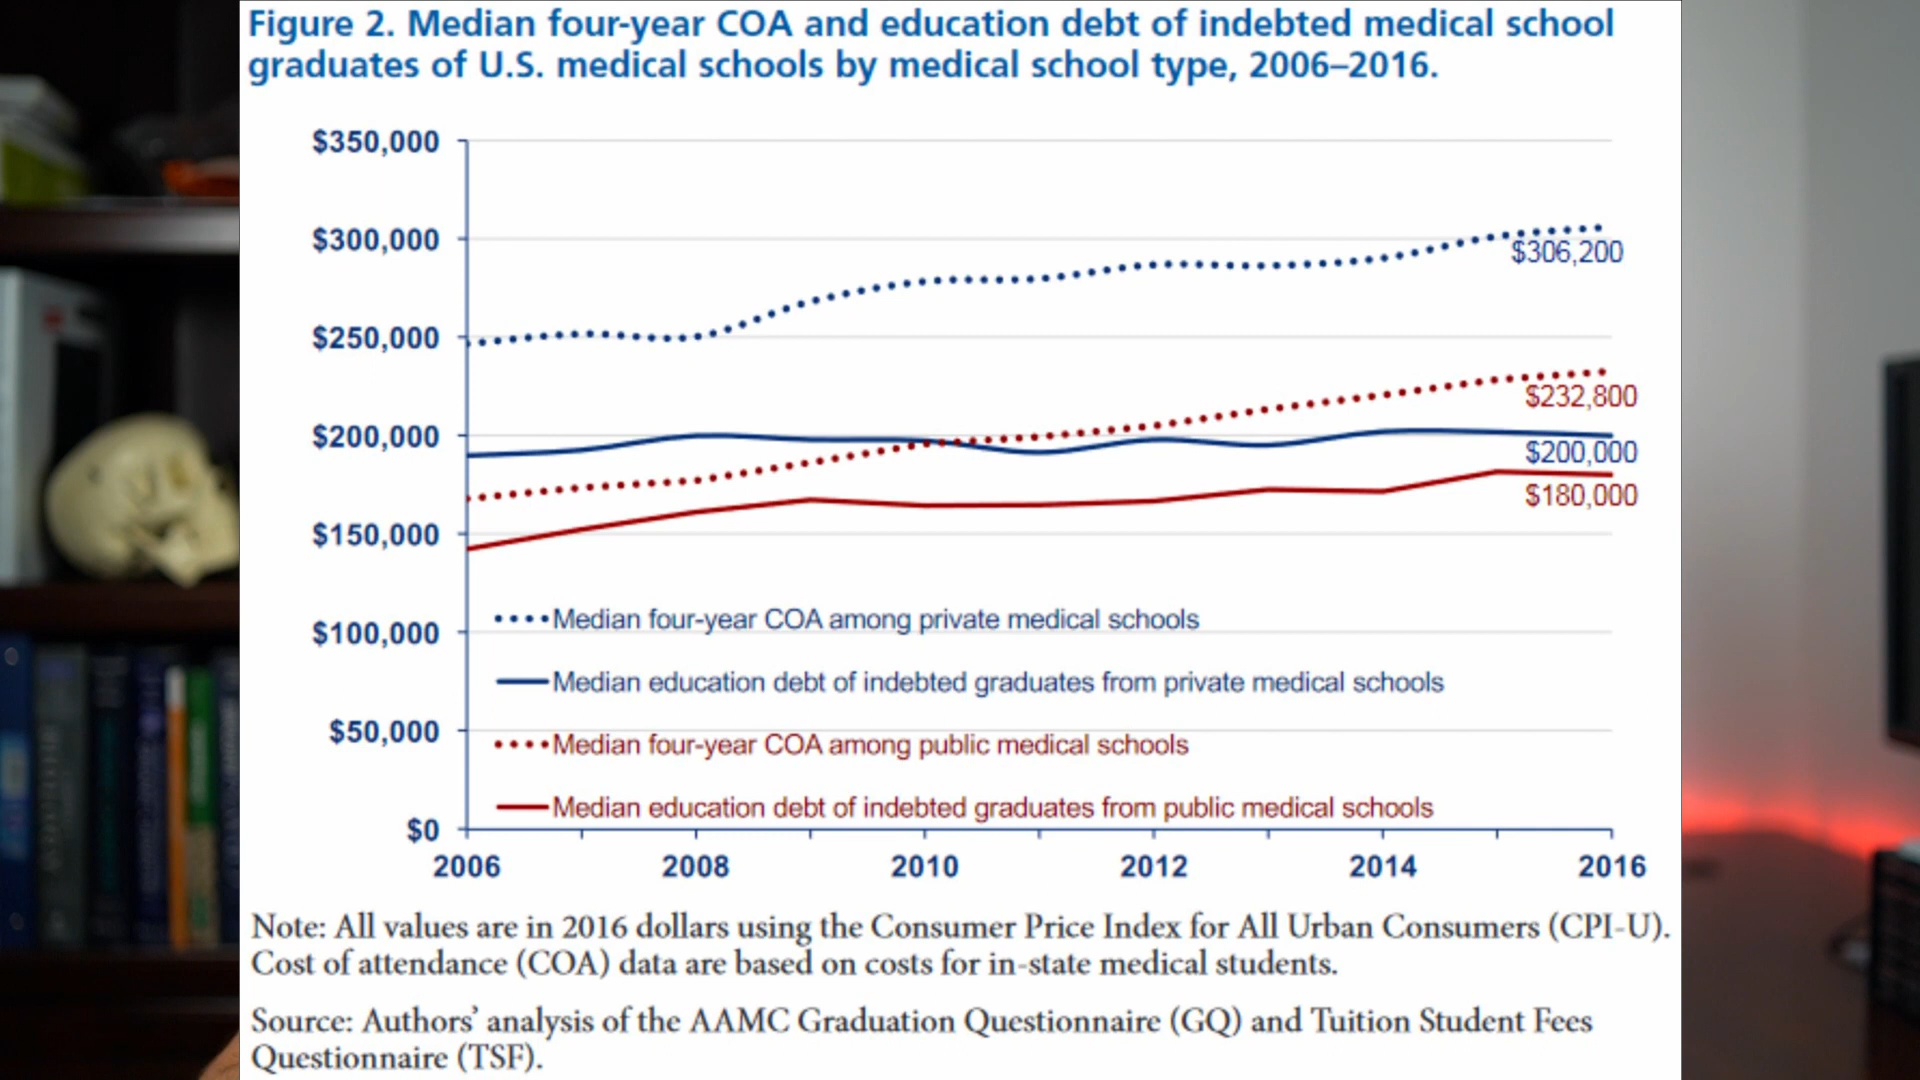 Figure 2. Median four-year COA and education debt of indebted medical school
graduates of U.S. medical schools by medical school type, 2006–2016.
$350,000
$300,000
$250,000
$200,000
$150,000
$100,000
$50,000
$0
$306,200
$232,800
$200,000
$180,000
Median four-year COA among private medical schools
Median education debt of indebted graduates from private medical schools
Median four-year COA among public medical schools
Median education debt of indebted graduates from public medical schools
2006 2008 2010 2012 2014 2016
Note: All values are in 2016 dollars using the Consumer Price Index for All Urban Consumers (CPI-U).
Cost of attendance (COA) data are based on costs for in-state medical students.
Source: Authors' analysis of the AAMC Graduation Questionnaire (GQ) and Tuition Student Fees
Questionnaire (TSF).